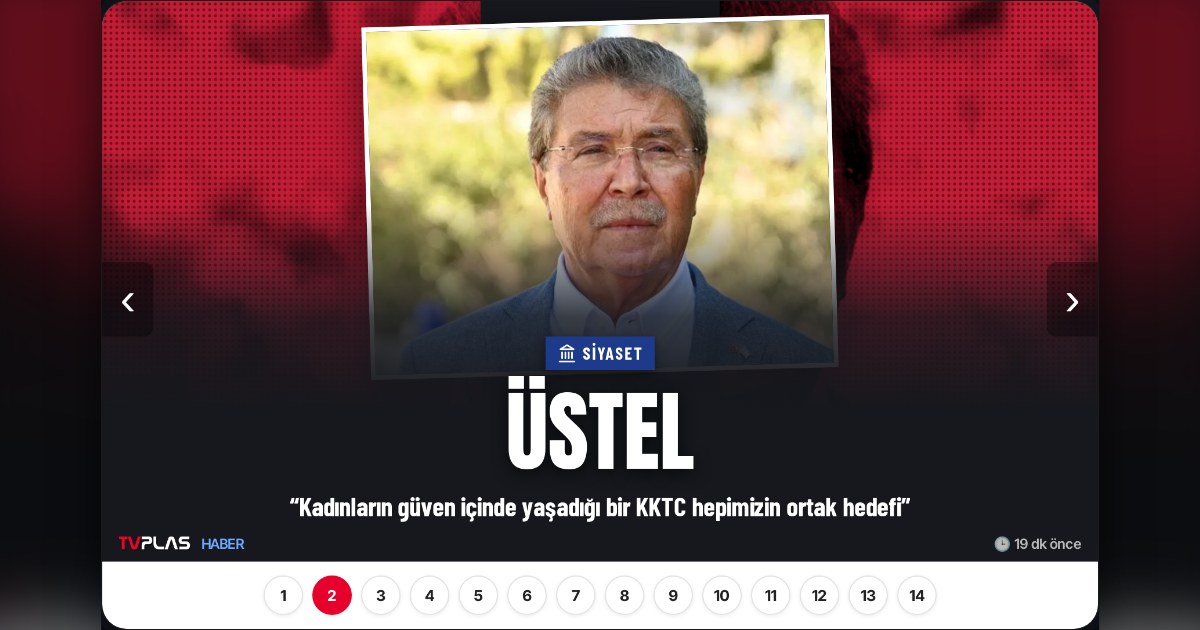 SİYASET
ÜSTEL
“Kadınların güven içinde yaşadığı bir KKTC hepimizin ortak hedefi”
TVPLAS HABER
19 dk önce
1 2 3 4 5 6 7 8 9 10 11 12 13 14